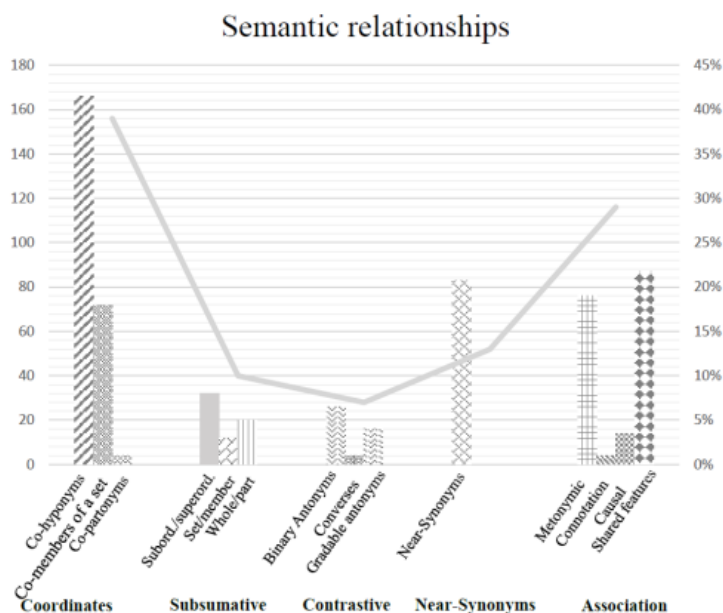 Semantic relationships
180 45%
160 40%
140 35%
120 30%
100 25%
80 20%
60 15%
40 10%
20 5%
0 0%
Co-hyponyms
Co-members of a set
Co-partonyms
Subord./superord.
Set/member
Whole/part
Binary Antonyms
Converses
Gradable antonyms
Near-Synonyms
Metonymic
Connotation
Causal
Shared features
Coordinates Subsumative Contrastive Near-Synonyms Association